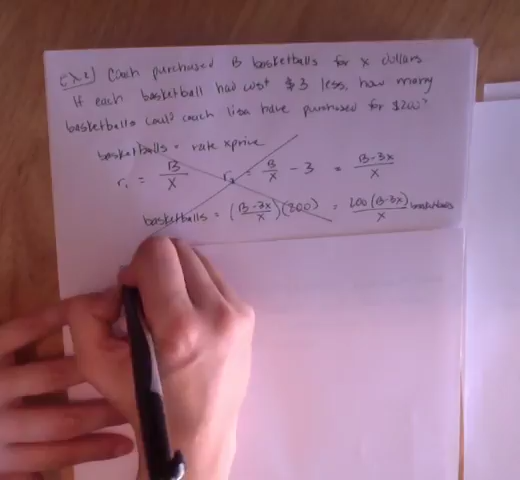 Ex 2) Coach purchased B basketballs for x dollars
If each basketball had cost $3 less, how many
basketballs could coach lisa have purchased for $200?
basketballs = rate x price
r₁ = B/x r₂ = B/x - 3 = B-3x/x
basketballs = (B-3x/x)(200) = 200(B-3x)/x basketballs